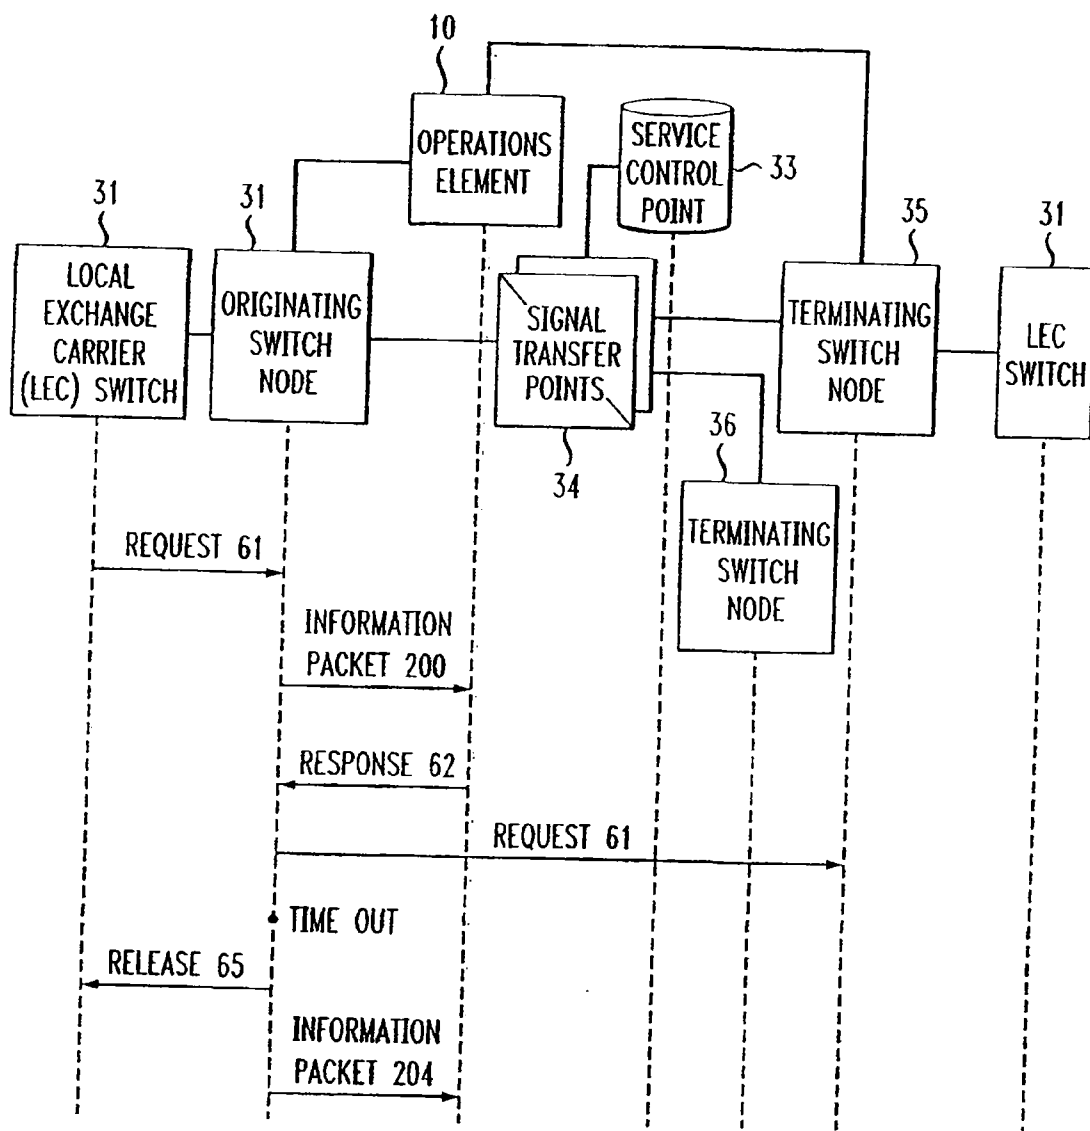 10
OPERATIONS
ELEMENT
SERVICE
CONTROL
POINT
33
31
LOCAL
EXCHANGE
CARRIER
(LEC) SWITCH
31
ORIGINATING
SWITCH
NODE
SIGNAL
TRANSFER
POINTS
34
35
TERMINATING
SWITCH
NODE
31
LEC
SWITCH
36
TERMINATING
SWITCH
NODE
REQUEST 61
INFORMATION
PACKET 200
RESPONSE 62
REQUEST 61
TIME OUT
RELEASE 65
INFORMATION
PACKET 204